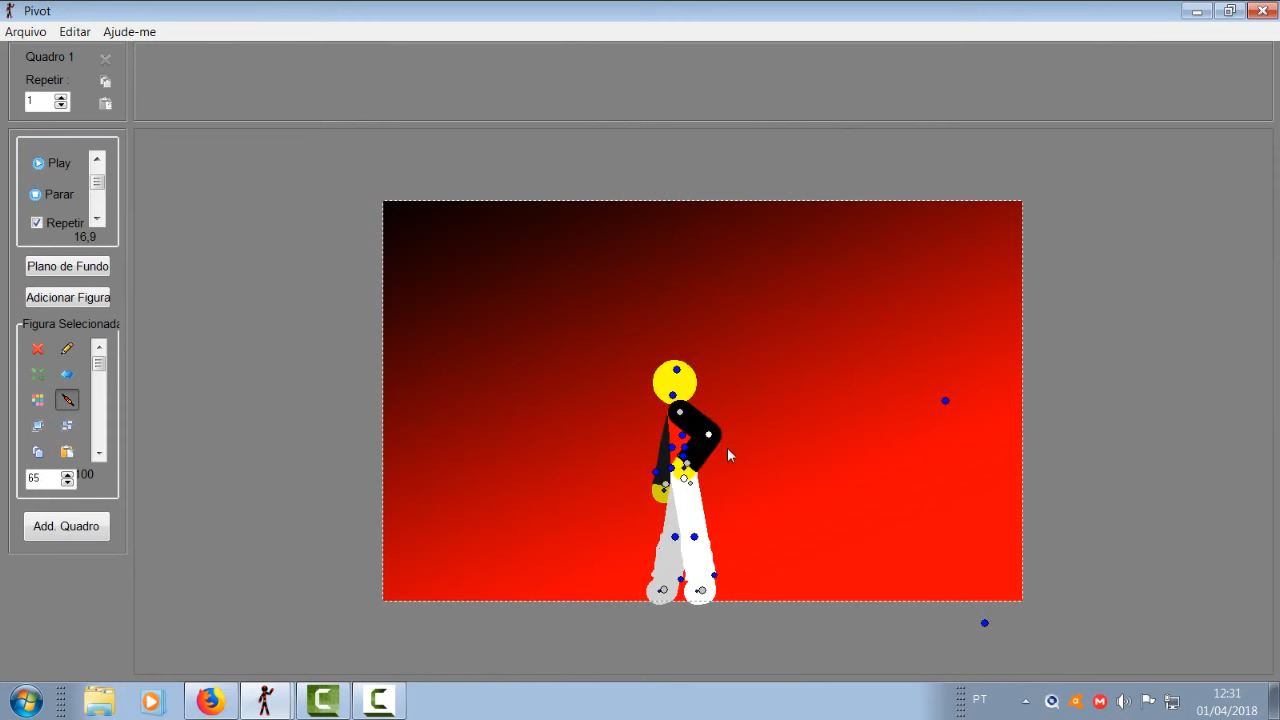 Pivot
Arquivo Editar Ajude-me
Quadro 1
Repetir :
1
Play
Parar
Repetir
16,9
Plano de Fundo
Adicionar Figura
Figura Selecionada
65 100
Add. Quadro
PT
12:31
01/04/2018